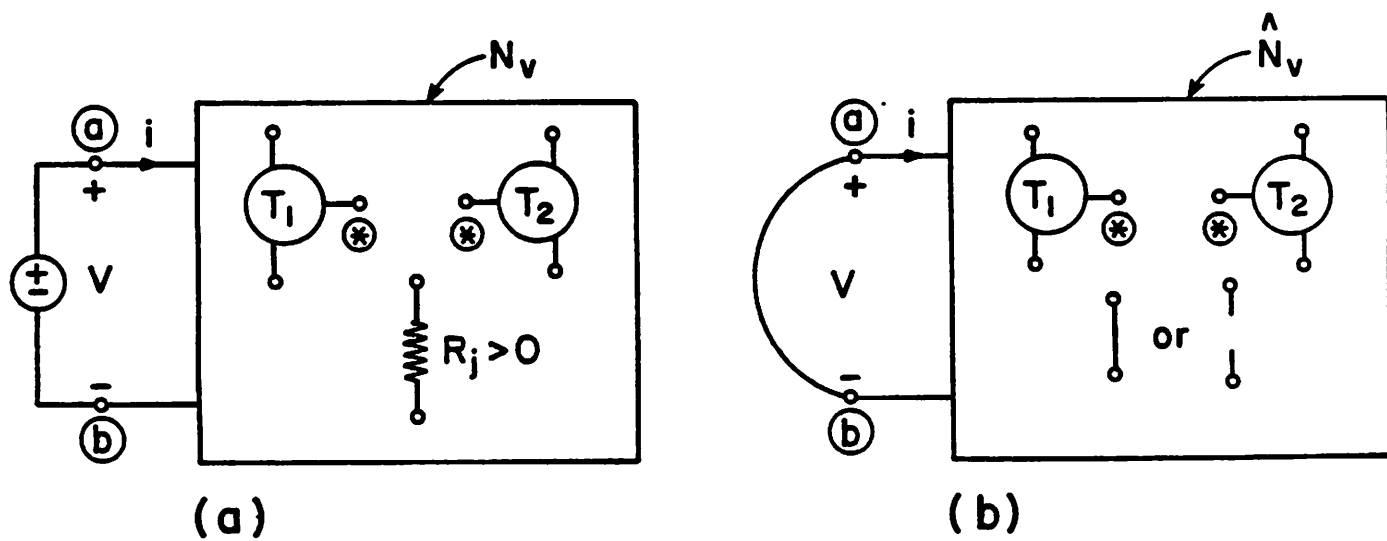 N_v
ⓐ i
+
T₁
T₂
⊛ ⊛
±
V
R_j > 0
−
ⓑ
(a)
N̂_v
ⓐ i
+
T₁
T₂
⊛ ⊛
V
or
−
ⓑ
(b)